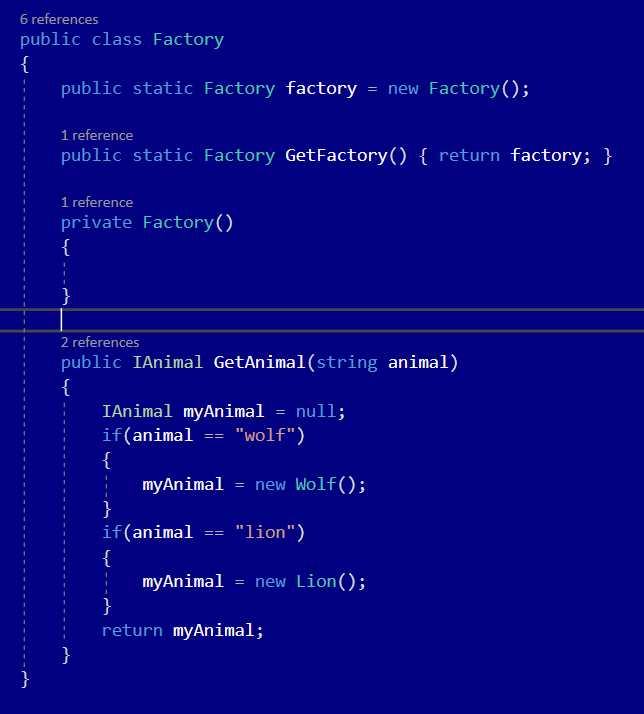 6 references
public class Factory
{
public static Factory factory = new Factory();
1 reference
public static Factory GetFactory() { return factory; }
1 reference
private Factory()
{
}
2 references
public IAnimal GetAnimal(string animal)
{
IAnimal myAnimal = null;
if(animal == "wolf")
{
myAnimal = new Wolf();
}
if(animal == "lion")
{
myAnimal = new Lion();
}
return myAnimal;
}
}